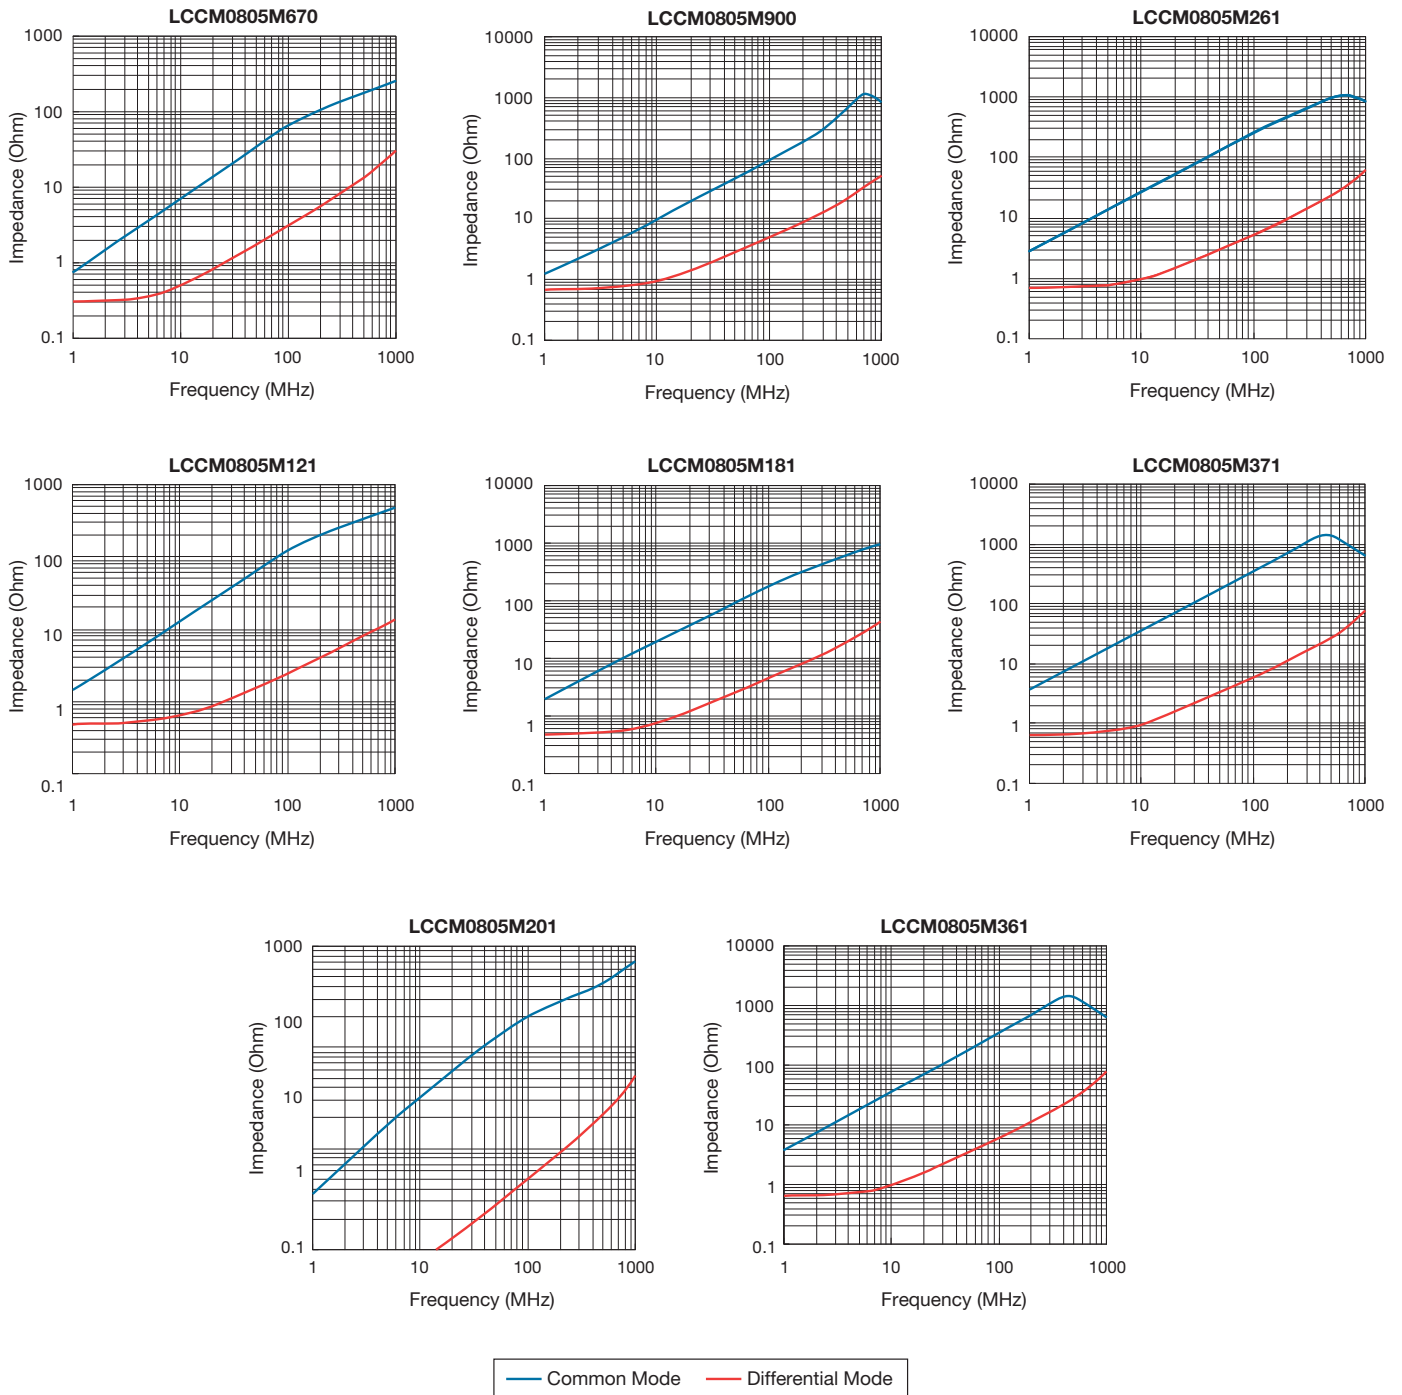 LCCM0805M670
1000
100
10
1
0.1
Impedance (Ohm)
1 10 100 1000
Frequency (MHz)
LCCM0805M900
10000
1000
100
10
1
0.1
Impedance (Ohm)
1 10 100 1000
Frequency (MHz)
LCCM0805M261
10000
1000
100
10
1
0.1
Impedance (Ohm)
1 10 100 1000
Frequency (MHz)
LCCM0805M121
1000
100
10
1
0.1
Impedance (Ohm)
1 10 100 1000
Frequency (MHz)
LCCM0805M181
10000
1000
100
10
1
0.1
Impedance (Ohm)
1 10 100 1000
Frequency (MHz)
LCCM0805M371
10000
1000
100
10
1
0.1
Impedance (Ohm)
1 10 100 1000
Frequency (MHz)
LCCM0805M201
1000
100
10
1
0.1
Impedance (Ohm)
1 10 100 1000
Frequency (MHz)
LCCM0805M361
10000
1000
100
10
1
0.1
Impedance (Ohm)
1 10 100 1000
Frequency (MHz)
Common Mode Differential Mode